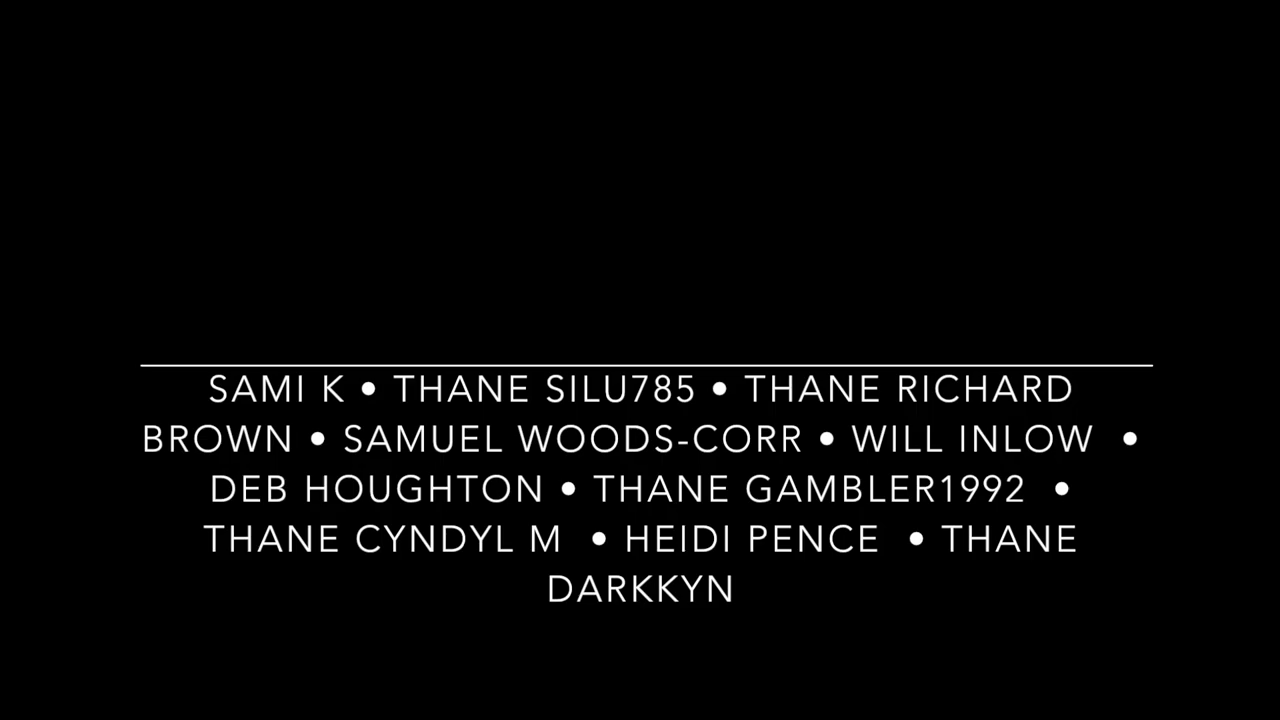 SAMI K • THANE SILU785 • THANE RICHARD
BROWN • SAMUEL WOODS-CORR • WILL INLOW •
DEB HOUGHTON • THANE GAMBLER1992 •
THANE CYNDYL M • HEIDI PENCE • THANE
DARKKYN